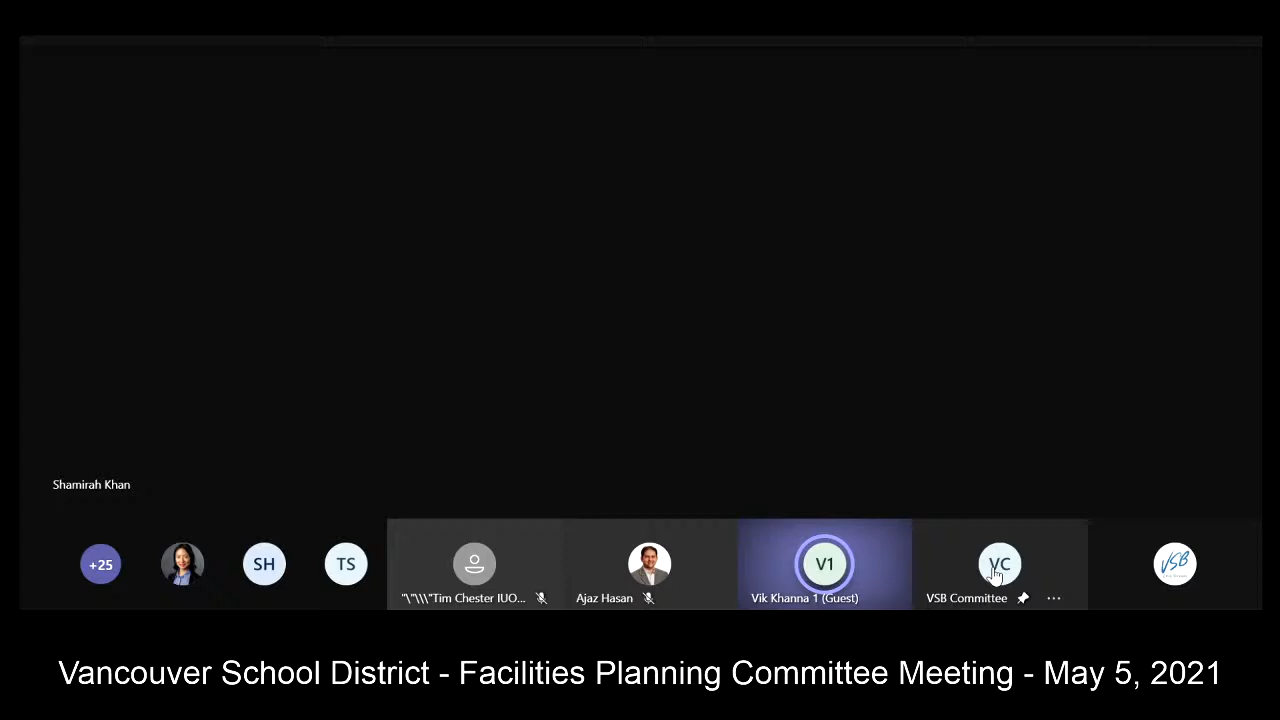 Shamirah Khan
+25
SH
TS
V1
VC
VSB
"\"\\\"Tim Chester IUO...
Ajaz Hasan
Vik Khanna 1 (Guest)
VSB Committee
Vancouver School District - Facilities Planning Committee Meeting - May 5, 2021